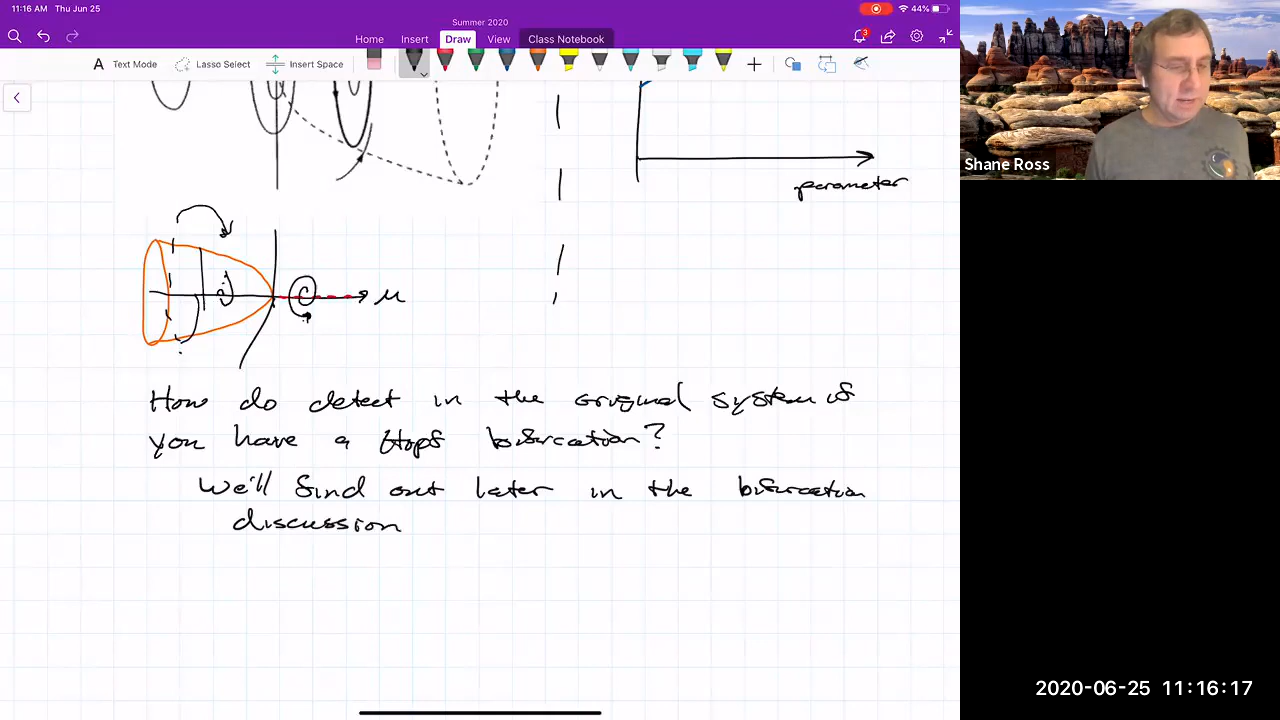 11:16 AM Thu Jun 25
44%
Summer 2020
Home Insert Draw View Class Notebook
3
A Text Mode Lasso Select Insert Space
Shane Ross
parameter
μ
How do detect in the original system if
you have a Hopf bifurcation?
We'll find out later in the bifurcation
discussion
2020-06-25 11:16:17